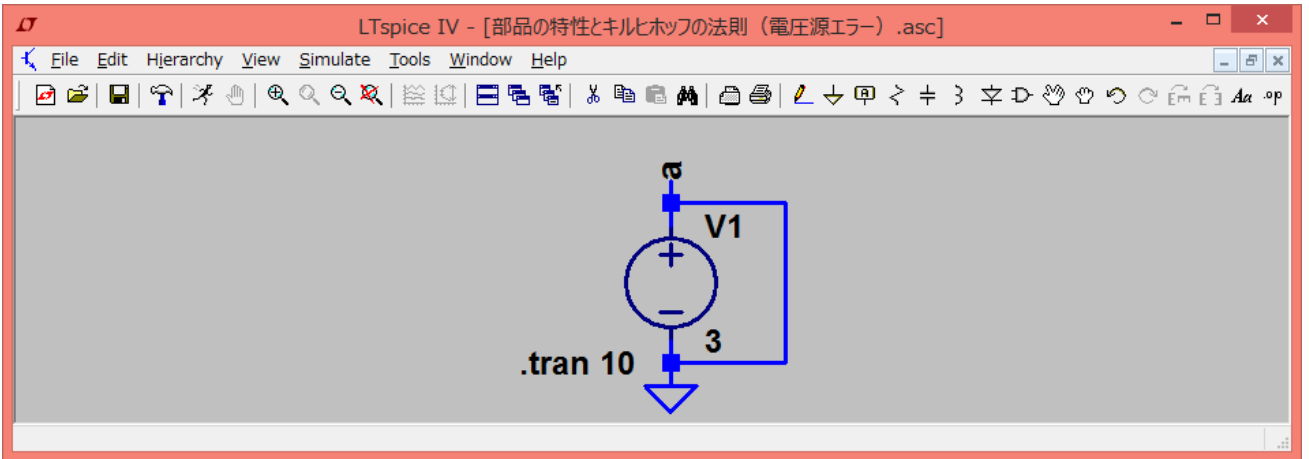 LTspice IV - [部品の特性とキルヒホッフの法則（電圧源エラー）.asc]
File Edit Hierarchy View Simulate Tools Window Help
Aa .op
a
V1
3
.tran 10